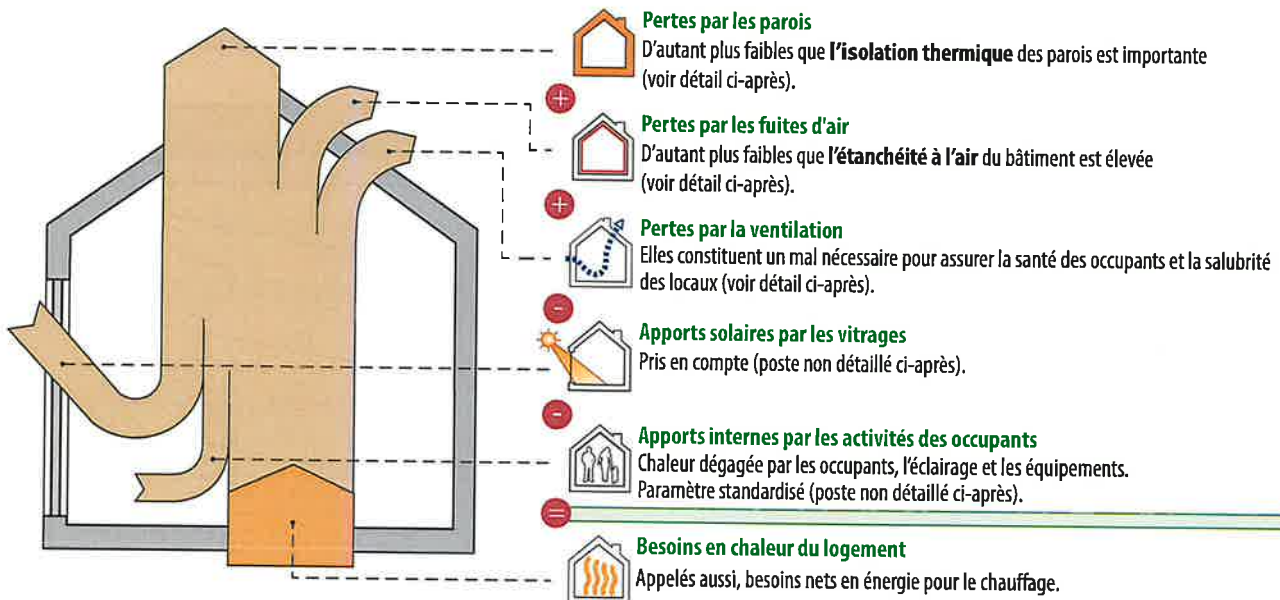 Pertes par les parois
D'autant plus faibles que l'isolation thermique des parois est importante
(voir détail ci-après).
+
Pertes par les fuites d'air
D'autant plus faibles que l'étanchéité à l'air du bâtiment est élevée
(voir détail ci-après).
+
Pertes par la ventilation
Elles constituent un mal nécessaire pour assurer la santé des occupants et la salubrité
des locaux (voir détail ci-après).
-
Apports solaires par les vitrages
Pris en compte (poste non détaillé ci-après).
-
Apports internes par les activités des occupants
Chaleur dégagée par les occupants, l'éclairage et les équipements.
Paramètre standardisé (poste non détaillé ci-après).
=
Besoins en chaleur du logement
Appelés aussi, besoins nets en énergie pour le chauffage.